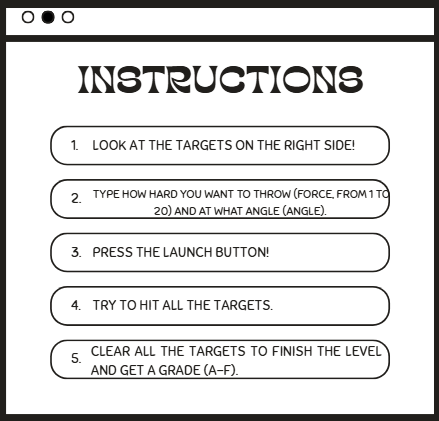 INSTRUCTIONS
1. LOOK AT THE TARGETS ON THE RIGHT SIDE!
2. TYPE HOW HARD YOU WANT TO THROW (FORCE, FROM 1 TO
20) AND AT WHAT ANGLE (ANGLE).
3. PRESS THE LAUNCH BUTTON!
4. TRY TO HIT ALL THE TARGETS.
5. CLEAR ALL THE TARGETS TO FINISH THE LEVEL
AND GET A GRADE (A–F).